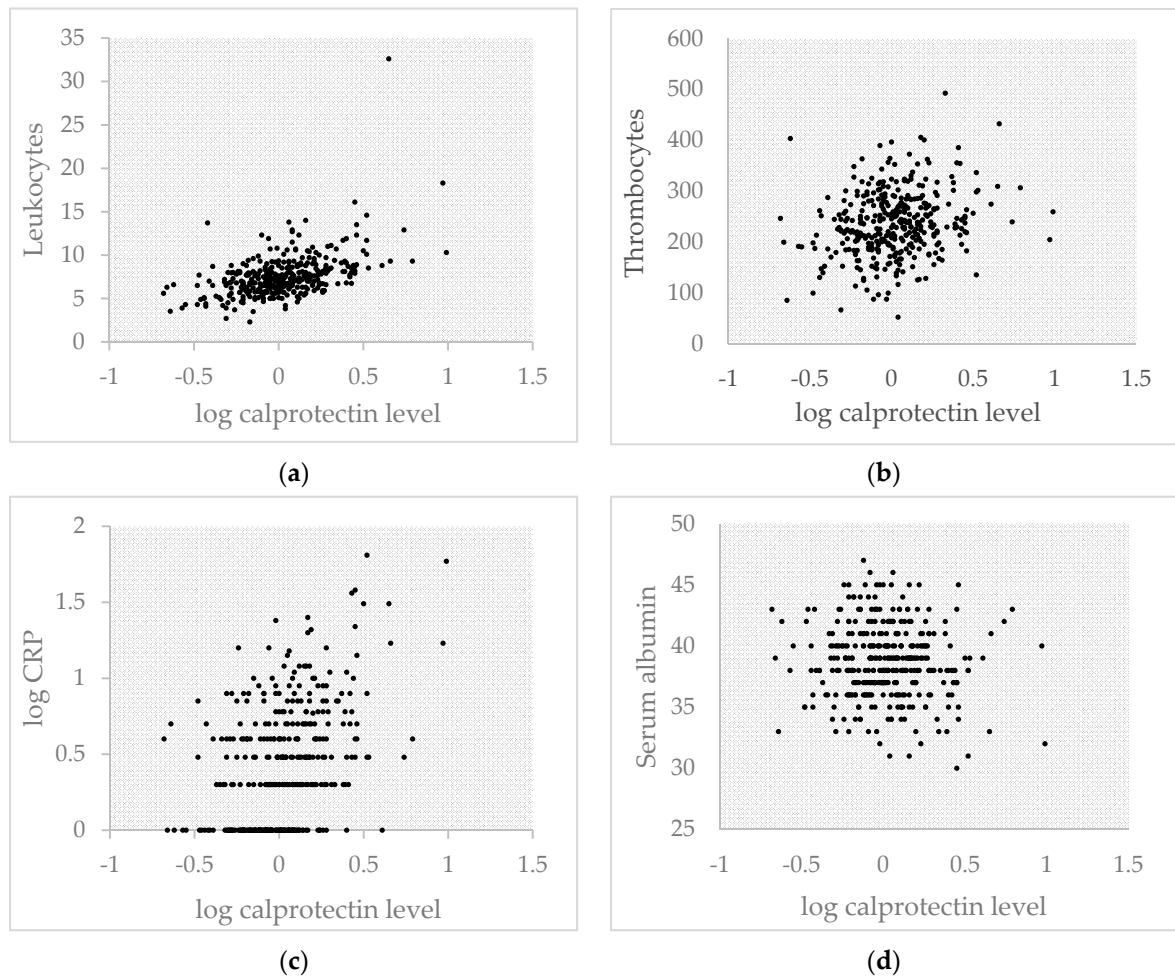 Leukocytes
35
30
25
20
15
10
5
0
-1 -0.5 0 0.5 1 1.5
log calprotectin level
(a)
Thrombocytes
600
500
400
300
200
100
0
-1 -0.5 0 0.5 1 1.5
log calprotectin level
(b)
log CRP
2
1.5
1
0.5
0
-1 -0.5 0 0.5 1 1.5
log calprotectin level
(c)
Serum albumin
50
45
40
35
30
25
-1 -0.5 0 0.5 1 1.5
log calprotectin level
(d)